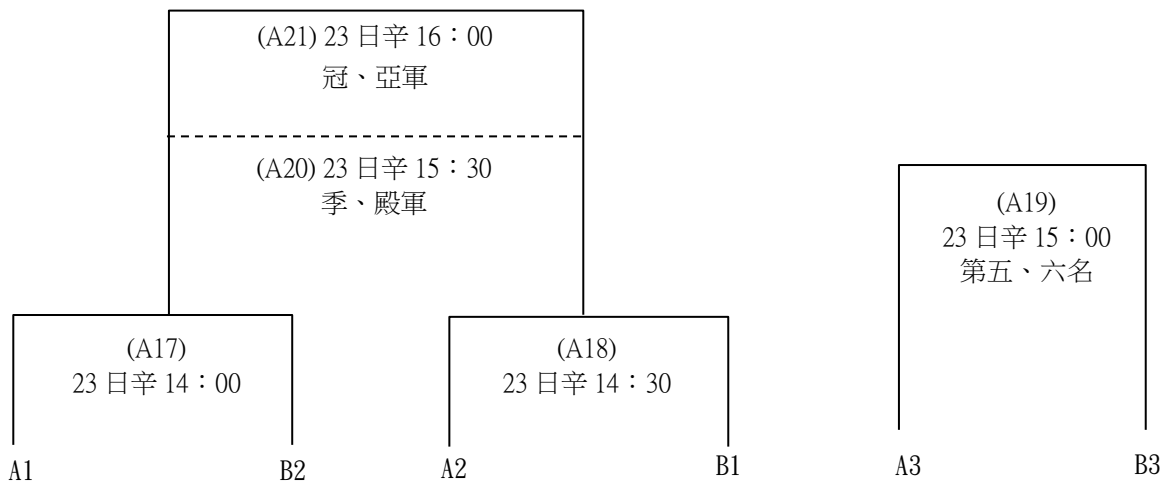 (A21) 23 日辛 16：00
冠、亞軍
(A20) 23 日辛 15：30
季、殿軍
(A19)
23 日辛 15：00
第五、六名
(A17)
23 日辛 14：00
(A18)
23 日辛 14：30
A1
B2
A2
B1
A3
B3